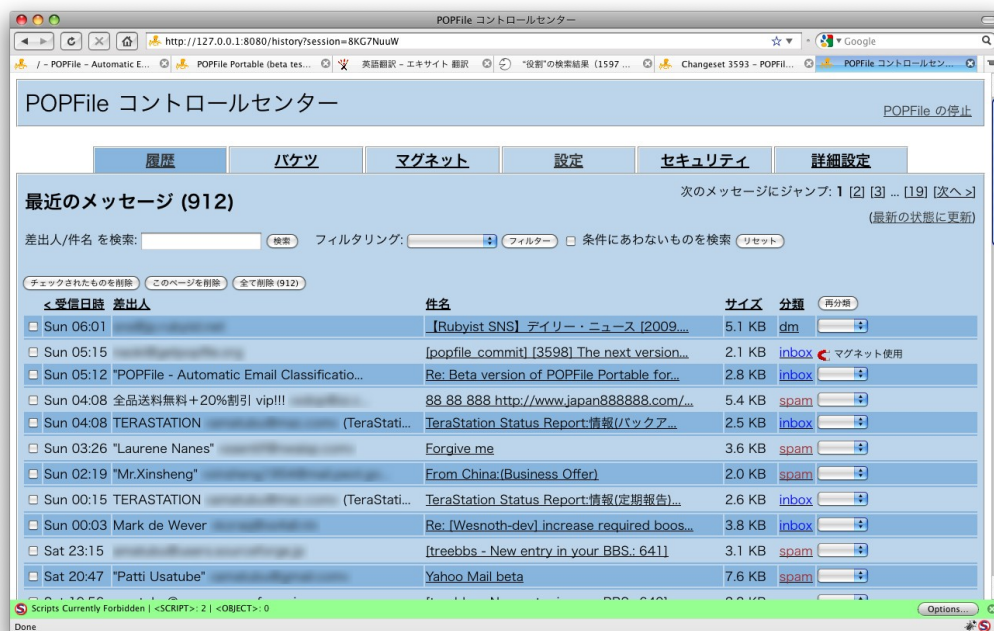 POPFile コントロールセンター
http://127.0.0.1:8080/history?session=8KG7NuuW
Google
/ – POPFile – Automatic E...
POPFile Portable (beta tes...
英語翻訳 – エキサイト 翻訳
"役割"の検索結果（1597 ...
Changeset 3593 – POPFil...
POPFile コントロールセン...
POPFile コントロールセンター
POPFile の停止
履歴 バケツ マグネット 設定 セキュリティ 詳細設定
最近のメッセージ (912)
次のメッセージにジャンプ: 1 [2] [3] ... [19] [次へ >]
(最新の状態に更新)
差出人/件名 を検索: 検索 フィルタリング: フィルター 条件にあわないものを検索 リセット
チェックされたものを削除 このページを削除 全て削除 (912)
< 受信日時 差出人 件名 サイズ 分類 再分類
Sun 06:01 【Rubyist SNS】デイリー・ニュース [2009.... 5.1 KB dm
Sun 05:15 [popfile commit] [3598] The next version... 2.1 KB inbox マグネット使用
Sun 05:12 "POPFile - Automatic Email Classificatio... Re: Beta version of POPFile Portable for... 2.8 KB inbox
Sun 04:08 全品送料無料＋20%割引 vip!!! 88 88 888 http://www.japan888888.com/... 5.4 KB spam
Sun 04:08 TERASTATION (TeraStati... TeraStation Status Report:情報(バックア... 2.5 KB inbox
Sun 03:26 "Laurene Nanes" Forgive me 3.6 KB spam
Sun 02:19 "Mr.Xinsheng" From China:(Business Offer) 2.0 KB spam
Sun 00:15 TERASTATION (TeraStati... TeraStation Status Report:情報(定期報告)... 2.6 KB inbox
Sun 00:03 Mark de Wever Re: [Wesnoth-dev] increase required boos... 3.8 KB inbox
Sat 23:15 [treebbs - New entry in your BBS.: 641] 3.1 KB spam
Sat 20:47 "Patti Usatube" Yahoo Mail beta 7.6 KB spam
Scripts Currently Forbidden | <SCRIPT>: 2 | <OBJECT>: 0
Options...
Done